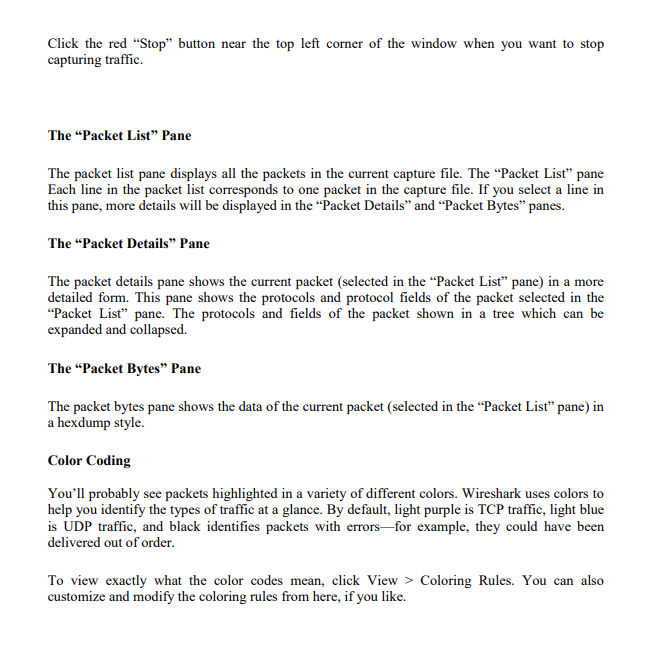 Click the red “Stop” button near the top left corner of the window when you want to stop
capturing traffic.
The “Packet List” Pane
The packet list pane displays all the packets in the current capture file. The “Packet List” pane
Each line in the packet list corresponds to one packet in the capture file. If you select a line in
this pane, more details will be displayed in the “Packet Details” and “Packet Bytes” panes.
The “Packet Details” Pane
The packet details pane shows the current packet (selected in the “Packet List” pane) in a more
detailed form. This pane shows the protocols and protocol fields of the packet selected in the
“Packet List” pane. The protocols and fields of the packet shown in a tree which can be
expanded and collapsed.
The “Packet Bytes” Pane
The packet bytes pane shows the data of the current packet (selected in the “Packet List” pane) in
a hexdump style.
Color Coding
You’ll probably see packets highlighted in a variety of different colors. Wireshark uses colors to
help you identify the types of traffic at a glance. By default, light purple is TCP traffic, light blue
is UDP traffic, and black identifies packets with errors—for example, they could have been
delivered out of order.
To view exactly what the color codes mean, click View > Coloring Rules. You can also
customize and modify the coloring rules from here, if you like.